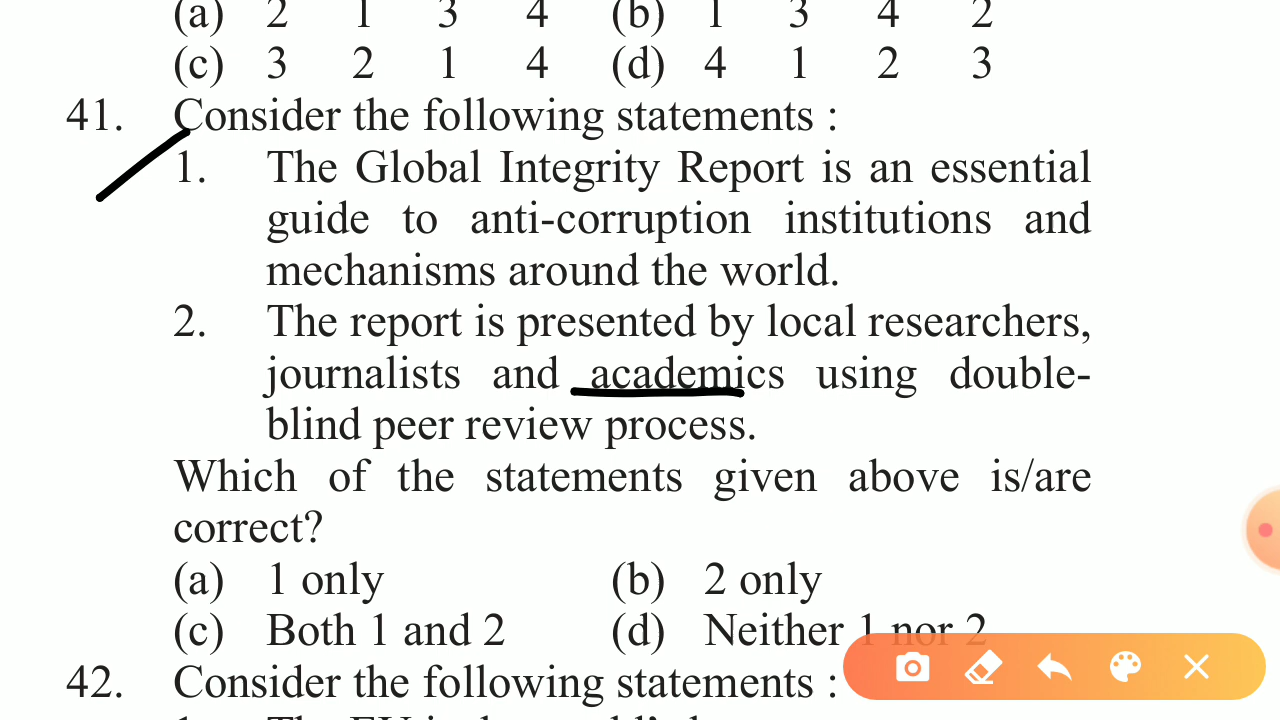 (a) 2 1 3 4 (b) 1 3 4 2
(c) 3 2 1 4 (d) 4 1 2 3
41. Consider the following statements :
1. The Global Integrity Report is an essential
guide to anti-corruption institutions and
mechanisms around the world.
2. The report is presented by local researchers,
journalists and academics using double-
blind peer review process.
Which of the statements given above is/are
correct?
(a) 1 only (b) 2 only
(c) Both 1 and 2 (d) Neither 1 nor 2
42. Consider the following statements :